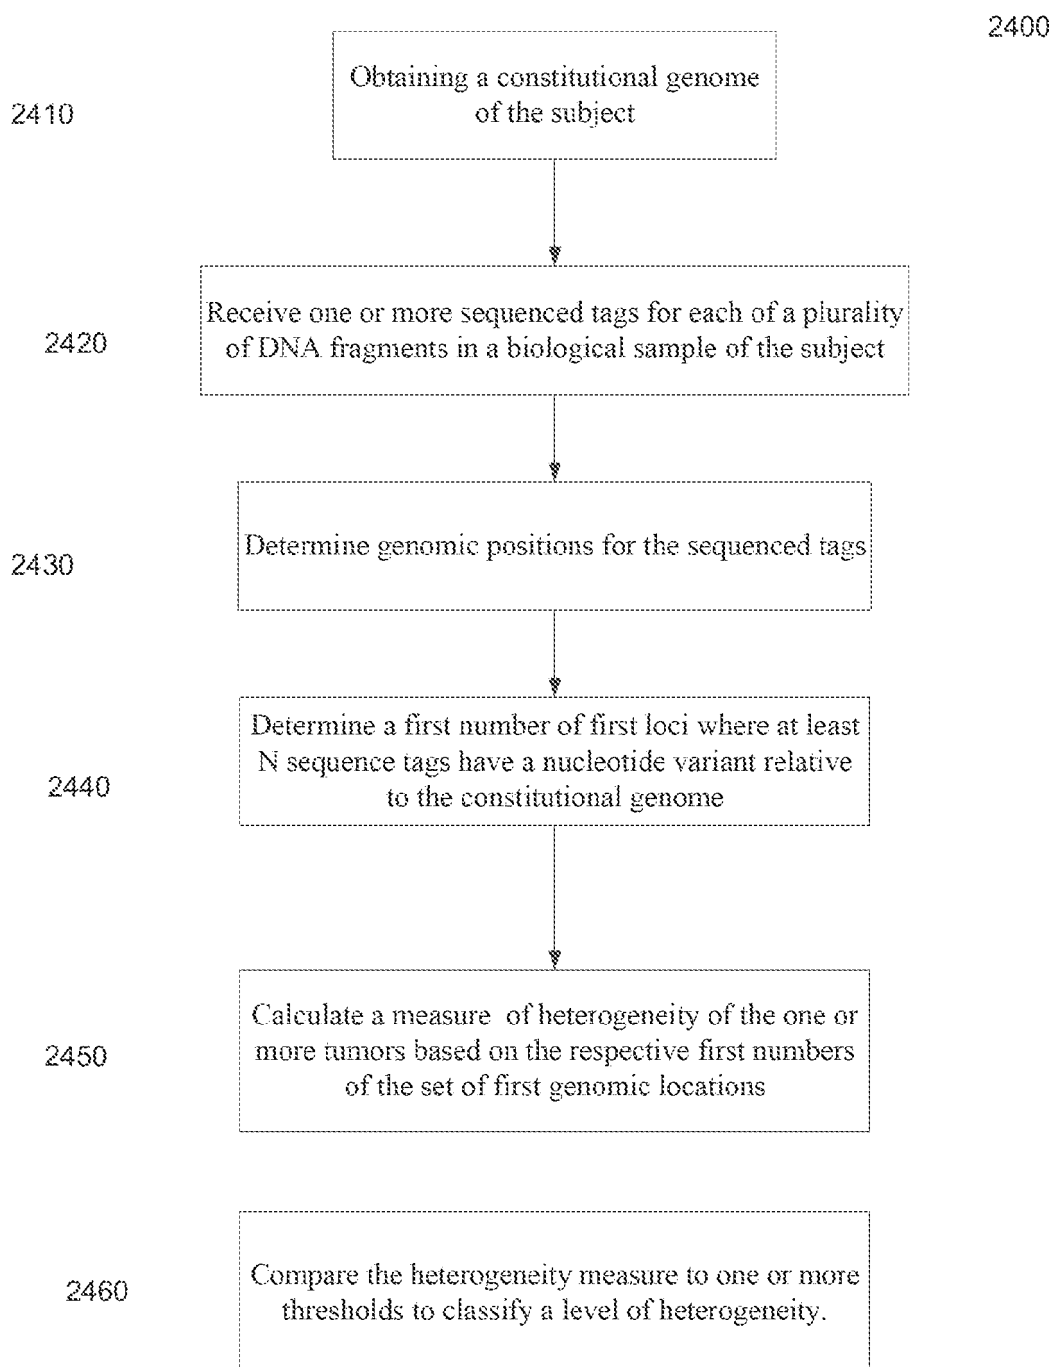 2400
2410
Obtaining a constitutional genome
of the subject
2420
Receive one or more sequenced tags for each of a plurality
of DNA fragments in a biological sample of the subject
2430
Determine genomic positions for the sequenced tags
2440
Determine a first number of first loci where at least
N sequence tags have a nucleotide variant relative
to the constitutional genome
2450
Calculate a measure of heterogeneity of the one or
more tumors based on the respective first numbers
of the set of first genomic locations
2460
Compare the heterogeneity measure to one or more
thresholds to classify a level of heterogeneity.